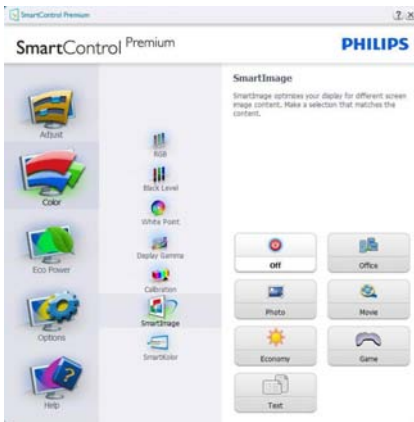 SmartControl Premium
SmartControl Premium
PHILIPS
Adjust
Color
Eco Power
Options
Help
RGB
Black Level
White Point
Display Gamma
Calibration
SmartImage
SmartKolor
SmartImage
SmartImage optimizes your display for different screen
image content. Make a selection that matches the
content.
Off
Office
Photo
Movie
Economy
Game
Text